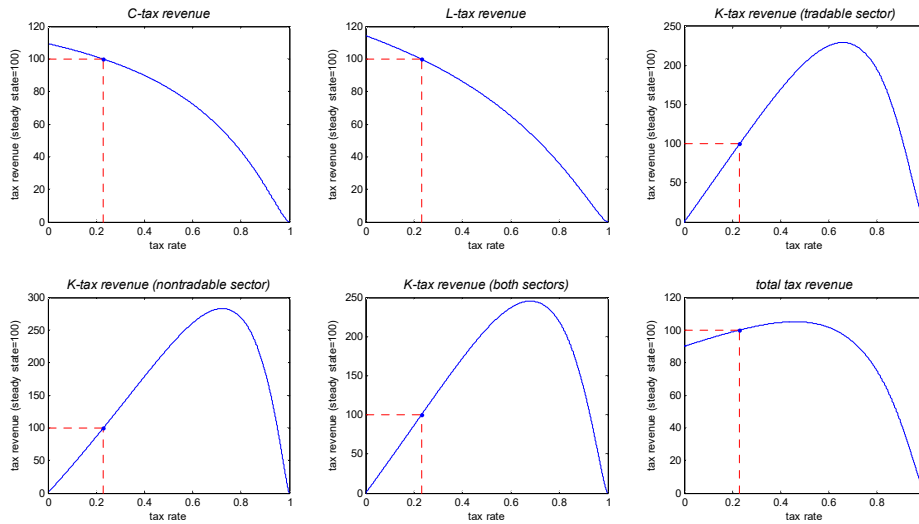 C-tax revenue
tax revenue (steady state=100)
120
100
80
60
40
20
0
0 0.2 0.4 0.6 0.8 1
tax rate
L-tax revenue
tax revenue (steady state=100)
120
100
80
60
40
20
0
0 0.2 0.4 0.6 0.8 1
tax rate
K-tax revenue (tradable sector)
tax revenue (steady state=100)
250
200
150
100
50
0
0 0.2 0.4 0.6 0.8
tax rate
K-tax revenue (nontradable sector)
tax revenue (steady state=100)
300
250
200
150
100
50
0
0 0.2 0.4 0.6 0.8 1
tax rate
K-tax revenue (both sectors)
tax revenue (steady state=100)
250
200
150
100
50
0
0 0.2 0.4 0.6 0.8 1
tax rate
total tax revenue
tax revenue (steady state=100)
120
100
80
60
40
20
0
0 0.2 0.4 0.6 0.8
tax rate